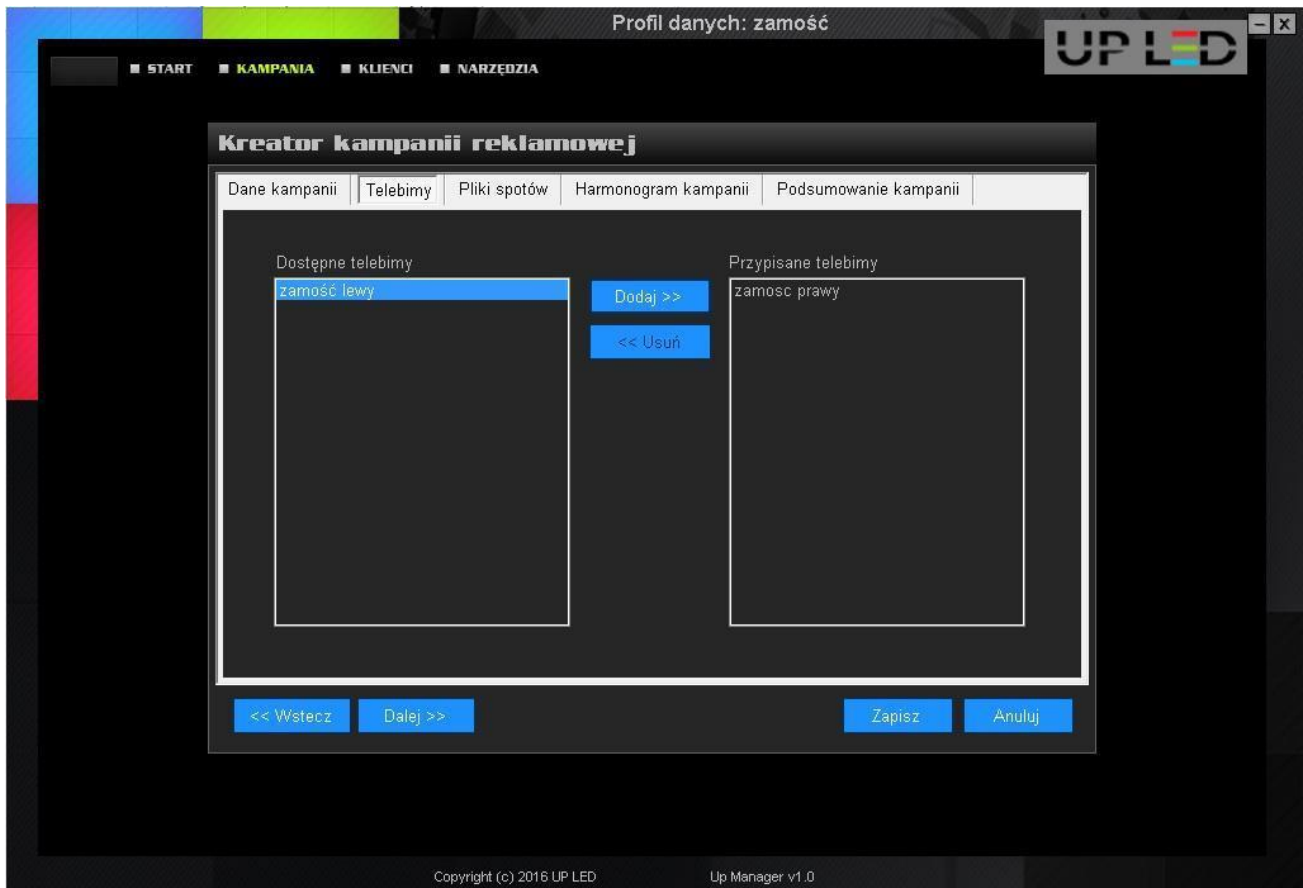 Profil danych: zamość
UP LED
START KAMPANIA KLIENCI NARZĘDZIA
Kreator kampanii reklamowej
Dane kampanii Telebimy Pliki spotów Harmonogram kampanii Podsumowanie kampanii
Dostępne telebimy Przypisane telebimy
zamość lewy Dodaj >> zamosc prawy
<< Usuń
<< Wstecz Dalej >> Zapisz Anuluj
Copyright (c) 2016 UP LED Up Manager v1.0